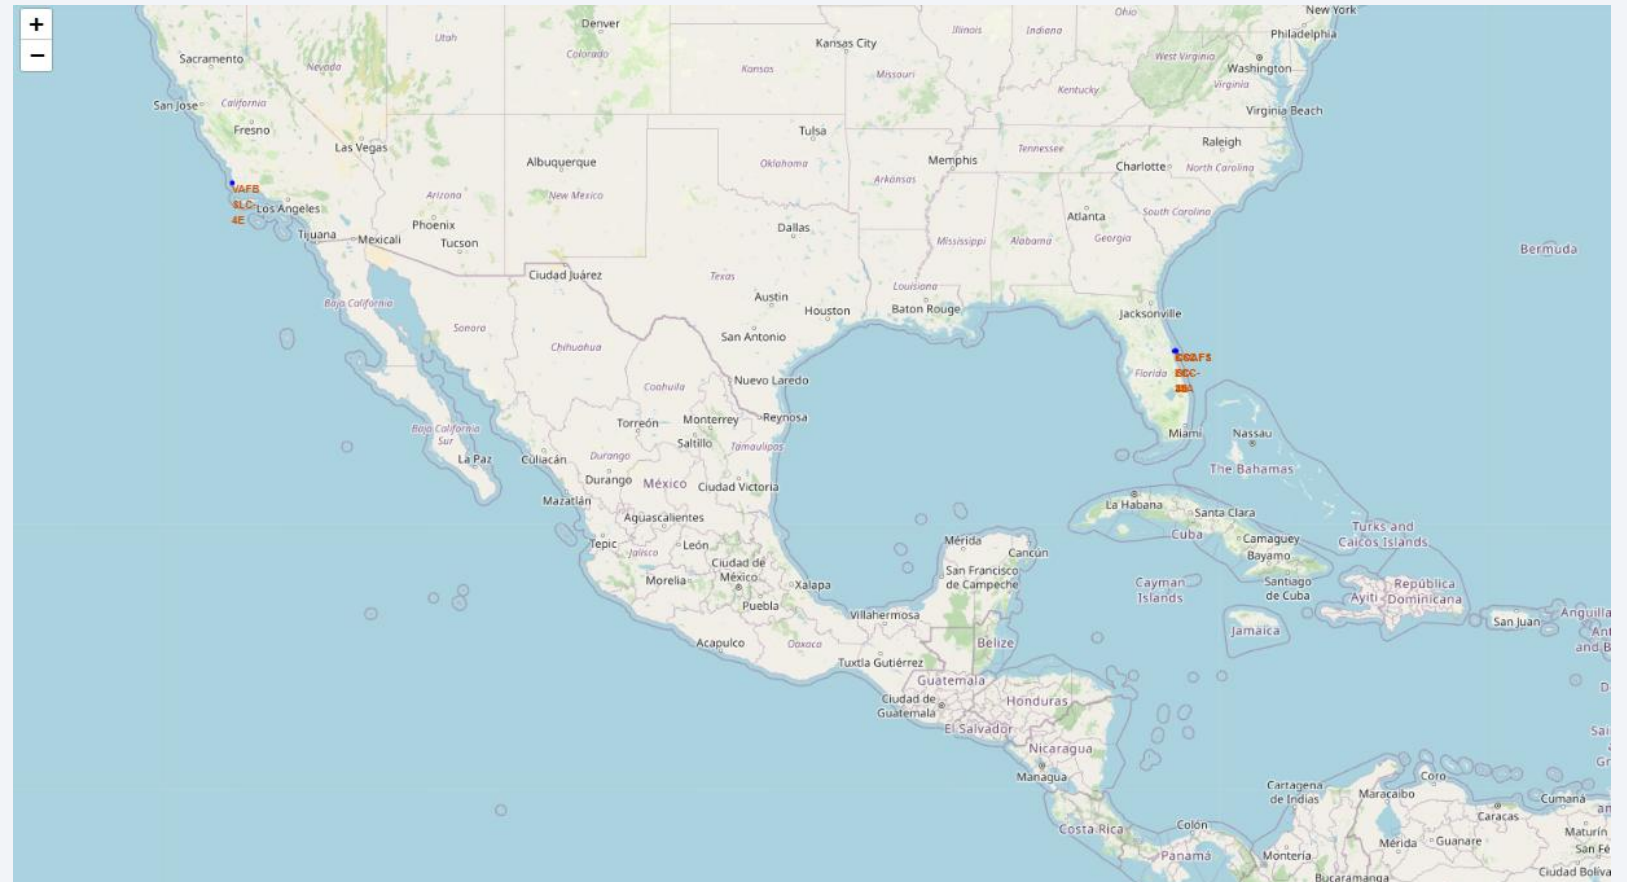 +
−
Denver
Ohio
New York
Utah
Colorado
Kansas City
Illinois
Indiana
Philadelphia
Sacramento
Nevada
Kansas
Missouri
West Virginia
Washington
Virginia
San Jose
California
Kentucky
Virginia Beach
Fresno
Las Vegas
Tulsa
Tennessee
Raleigh
Albuquerque
Oklahoma
Memphis
Charlotte
North Carolina
VAFB
SLC-
4E
Los Angeles
Arizona
New Mexico
Arkansas
Phoenix
Tijuana
Mexicali
Tucson
Dallas
Atlanta
South Carolina
Mississippi
Alabama
Georgia
Bermuda
Ciudad Juárez
Texas
Louisiana
Baja California
Austin
Houston
Baton Rouge
Jacksonville
Sonora
San Antonio
Chihuahua
Florida
Coahuila
Nuevo Laredo
Baja California
Sur
Torreón
Monterrey
Reynosa
Saltillo
Tamaulipas
Miami
Nassau
La Paz
Culiacán
Durango
The Bahamas
Durango
México
Ciudad Victoria
Mazatlán
La Habana
Santa Clara
Aguascalientes
Cuba
Turks and
Caicos Islands
Tepic
Jalisco
León
Mérida
Cancún
Camaguey
Bayamo
Ciudad de
México
San Francisco
de Campeche
Morelia
Xalapa
Cayman
Islands
Santiago
de Cuba
Ayiti
República
Dominicana
Puebla
Villahermosa
San Juan
Anguilla
Acapulco
Oaxaca
Belize
Jamaica
Tuxtla Gutiérrez
Guatemala
Honduras
Ciudad de
Guatemala
El Salvador
Nicaragua
Managua
Cartagena
de Indias
Maracaibo
Coro
Cumaná
Caracas
Costa Rica
Colón
Maturín
Panamá
Montería
Mérida
Guanare
San Fé
Bucaramanga
Ciudad Bolíva